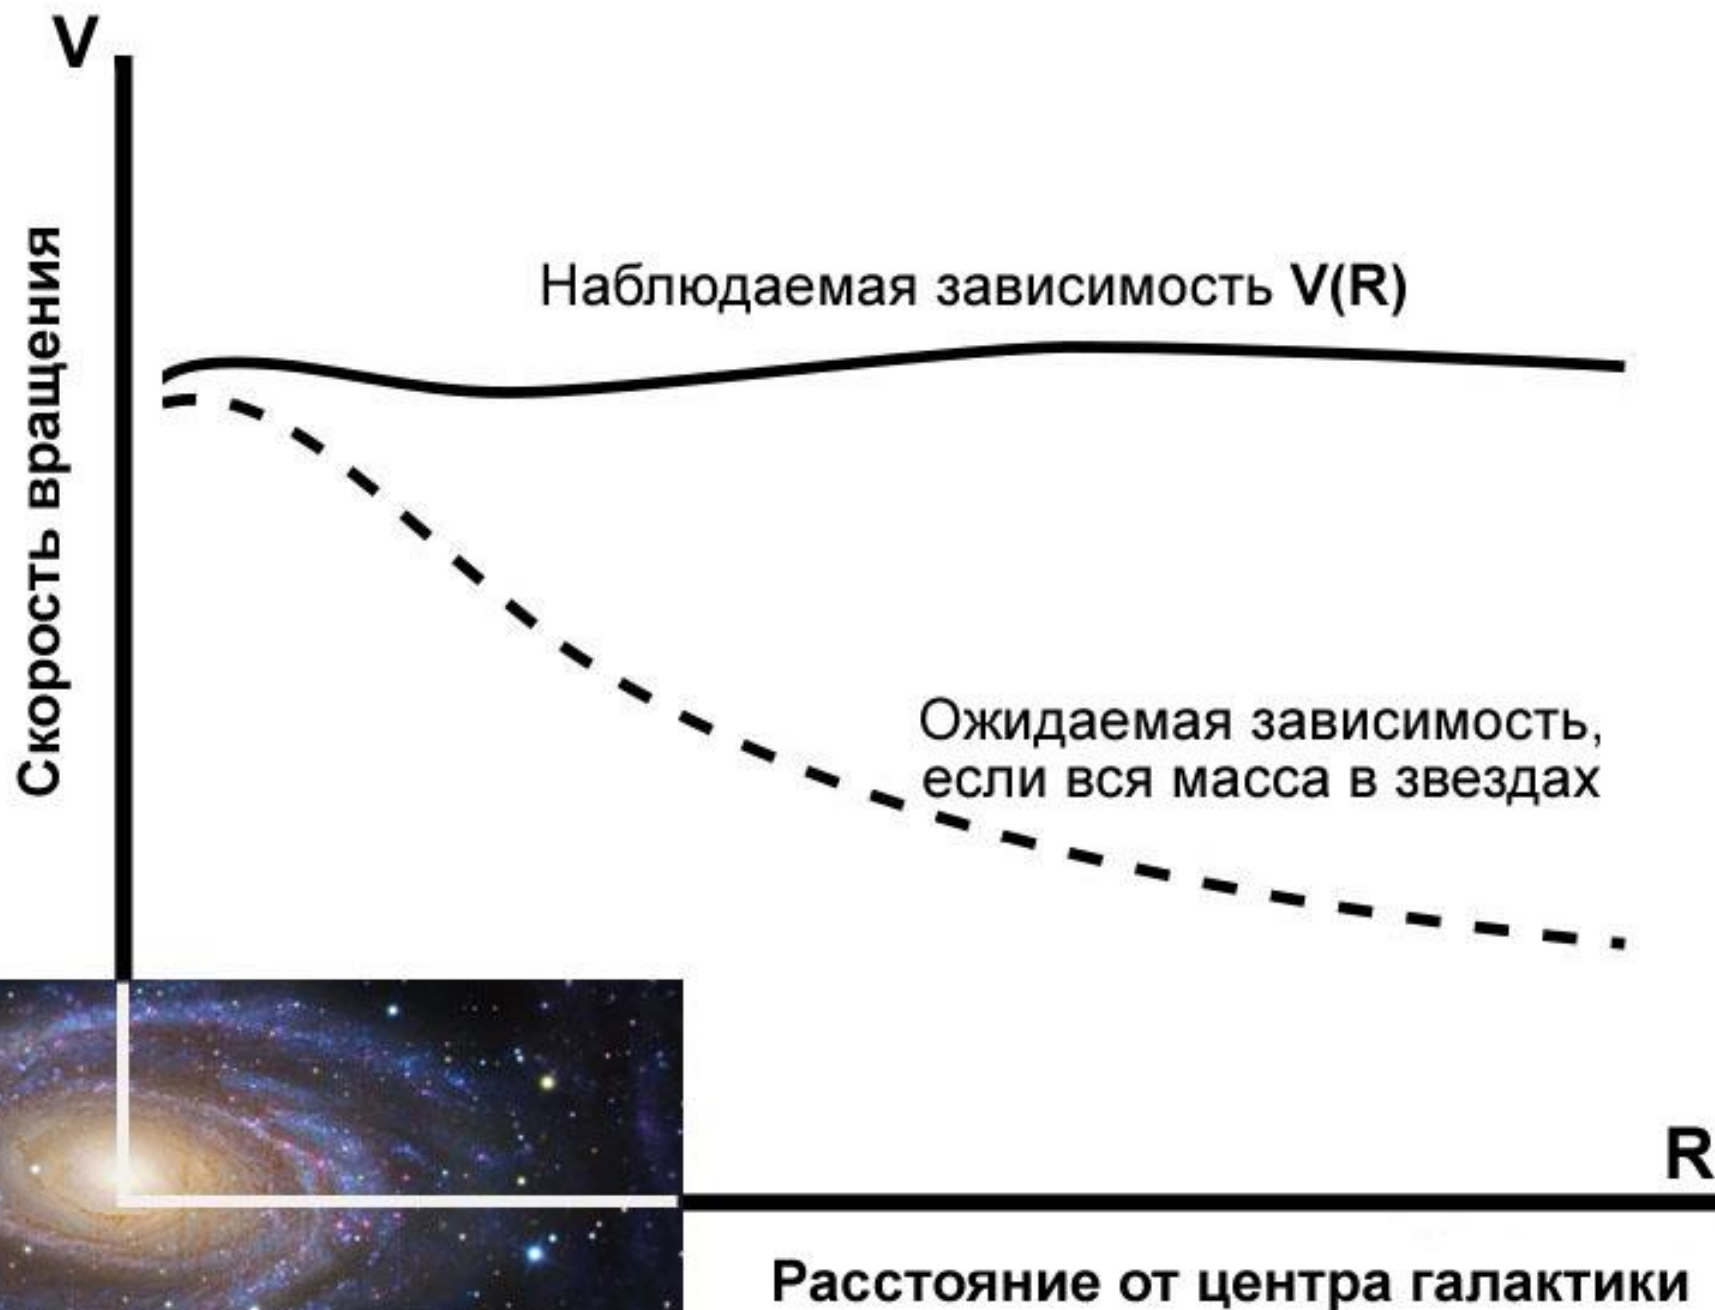 V
Скорость вращения
Наблюдаемая зависимость V(R)
Ожидаемая зависимость,
если вся масса в звездах
R
Расстояние от центра галактики